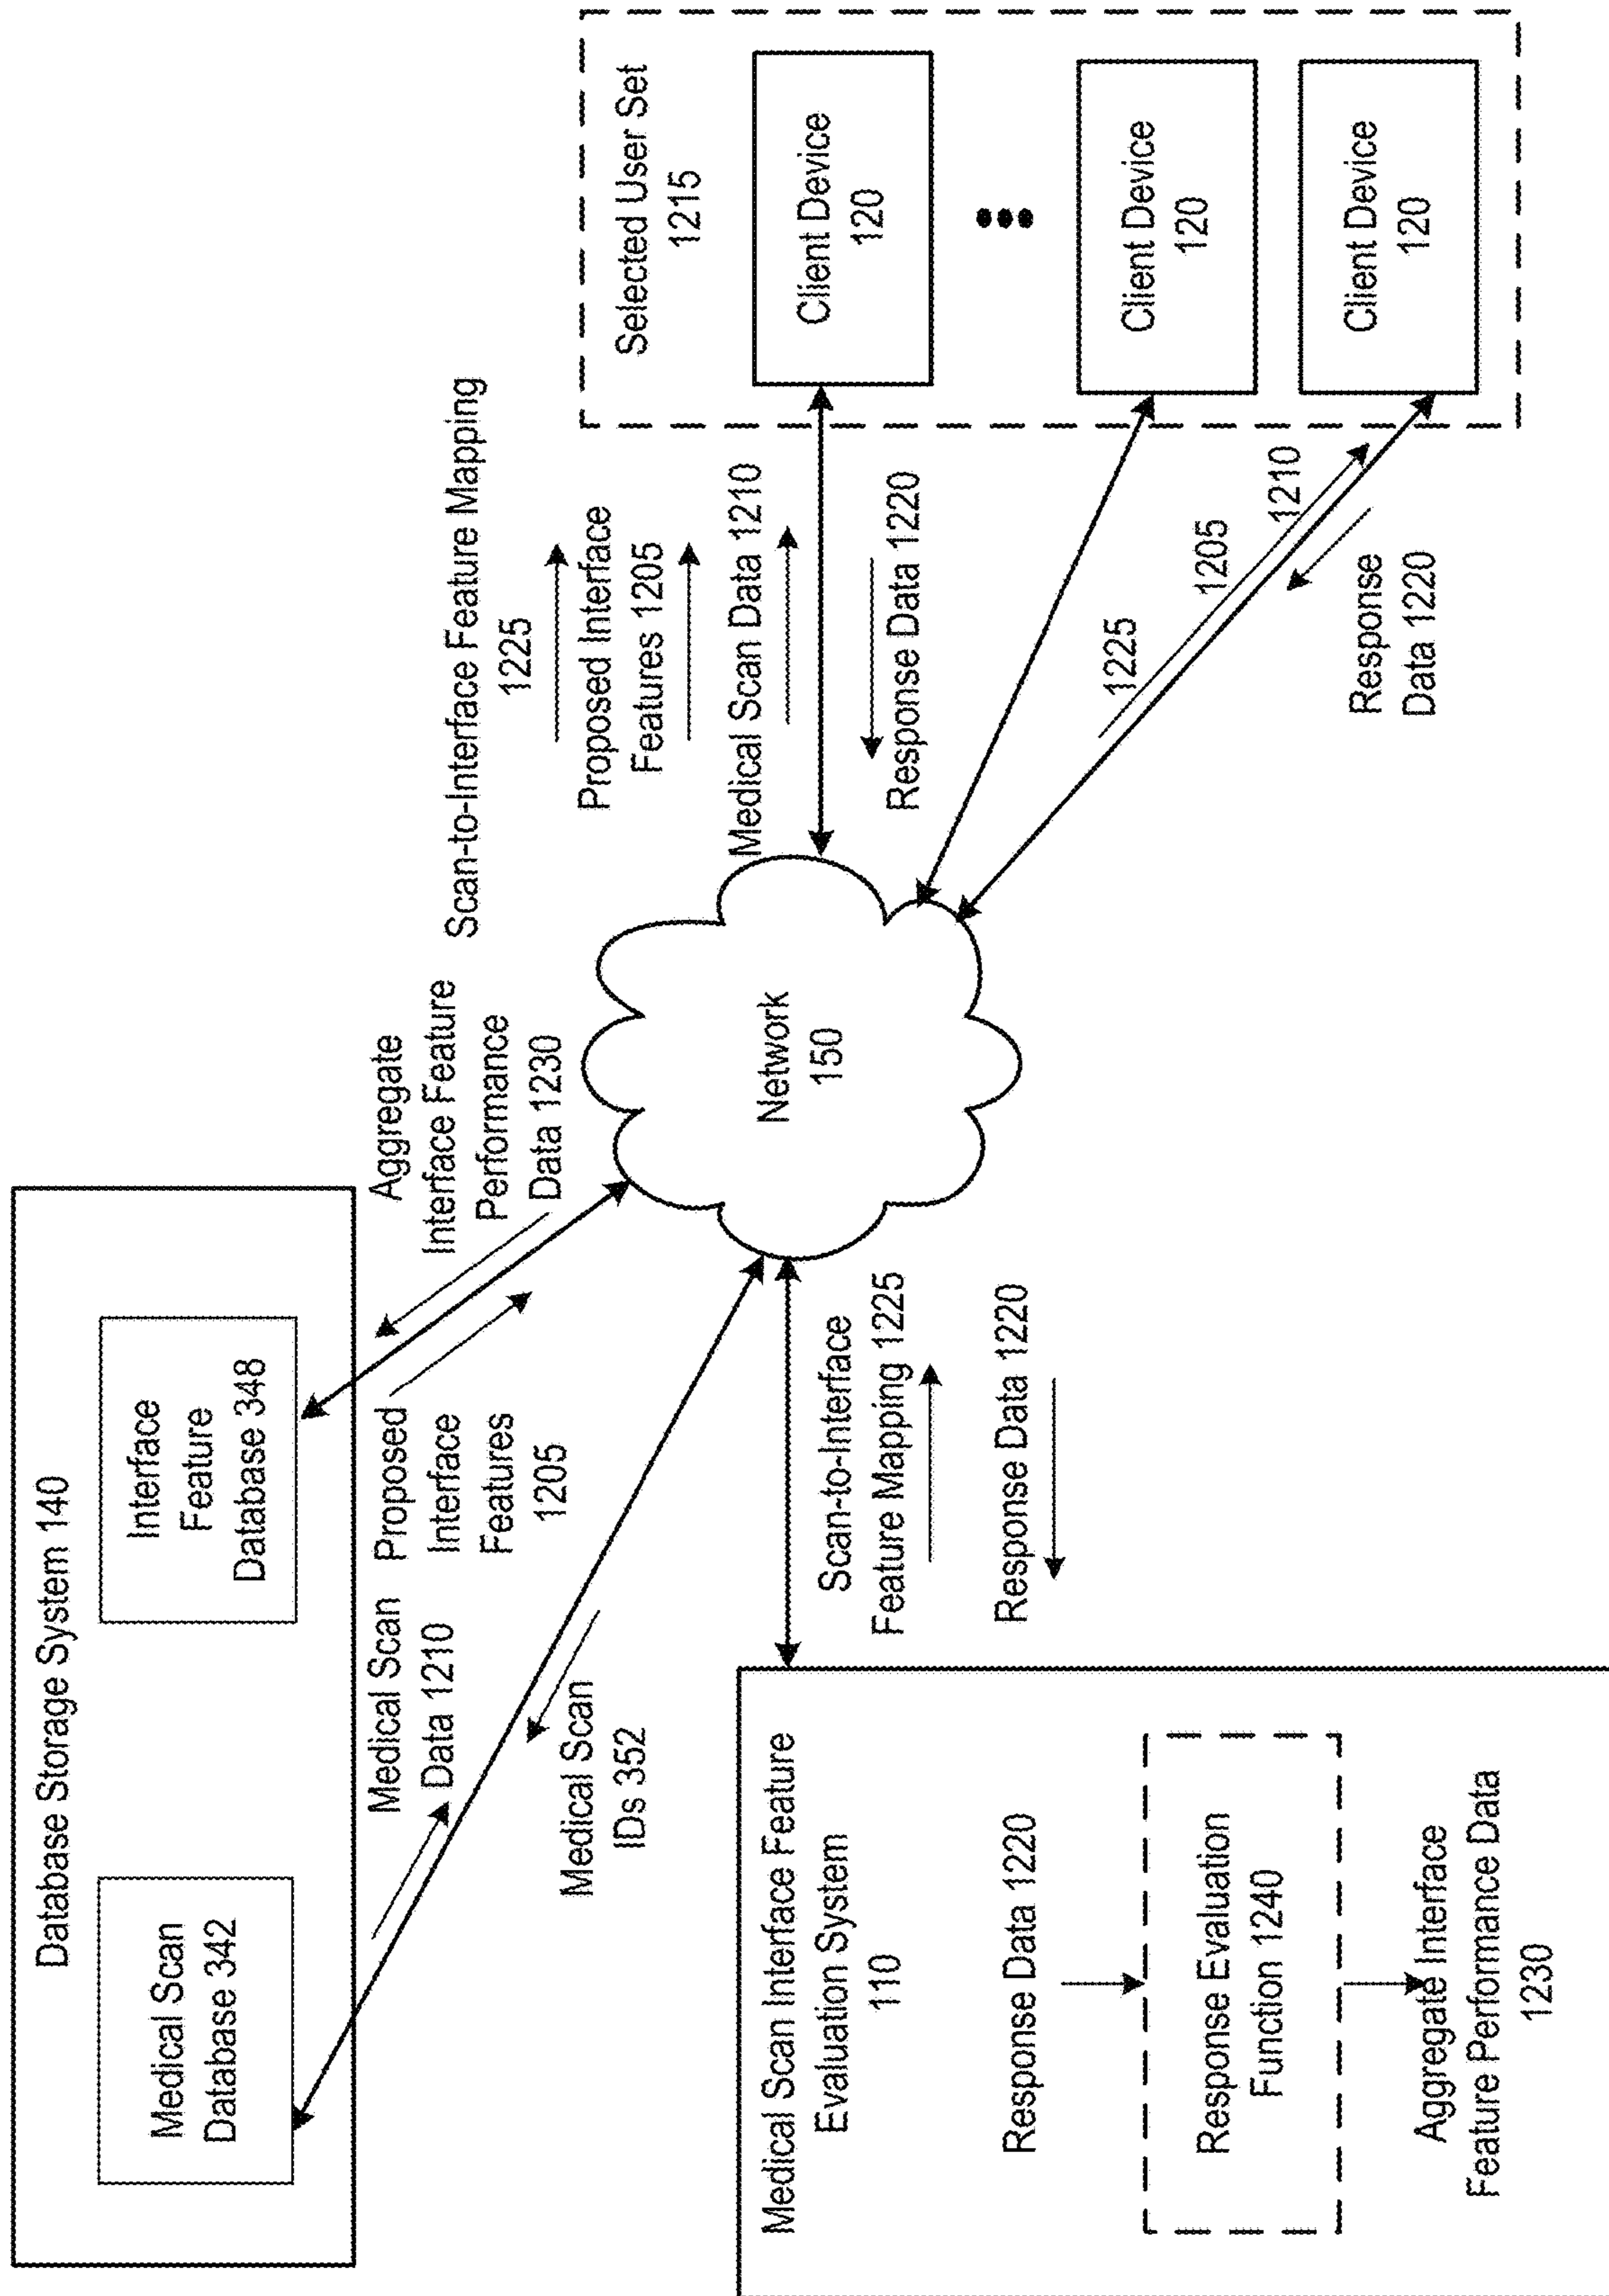 Database Storage System 140
Medical Scan
Database 342
Interface
Feature
Database 348
Medical Scan
Data 1210
Proposed
Interface
Features
1205
Aggregate
Interface Feature
Performance
Data 1230
Medical Scan
IDs 352
Scan-to-Interface Feature Mapping
1225
Proposed Interface
Features 1205
Medical Scan Data 1210
Response Data 1220
Selected User Set
1215
Client Device
120
Client Device
120
Client Device
120
Network
150
1225
1205
1210
Response
Data 1220
Scan-to-Interface
Feature Mapping 1225
Response Data 1220
Medical Scan Interface Feature
Evaluation System
110
Response Data 1220
Response Evaluation
Function 1240
Aggregate Interface
Feature Performance Data
1230